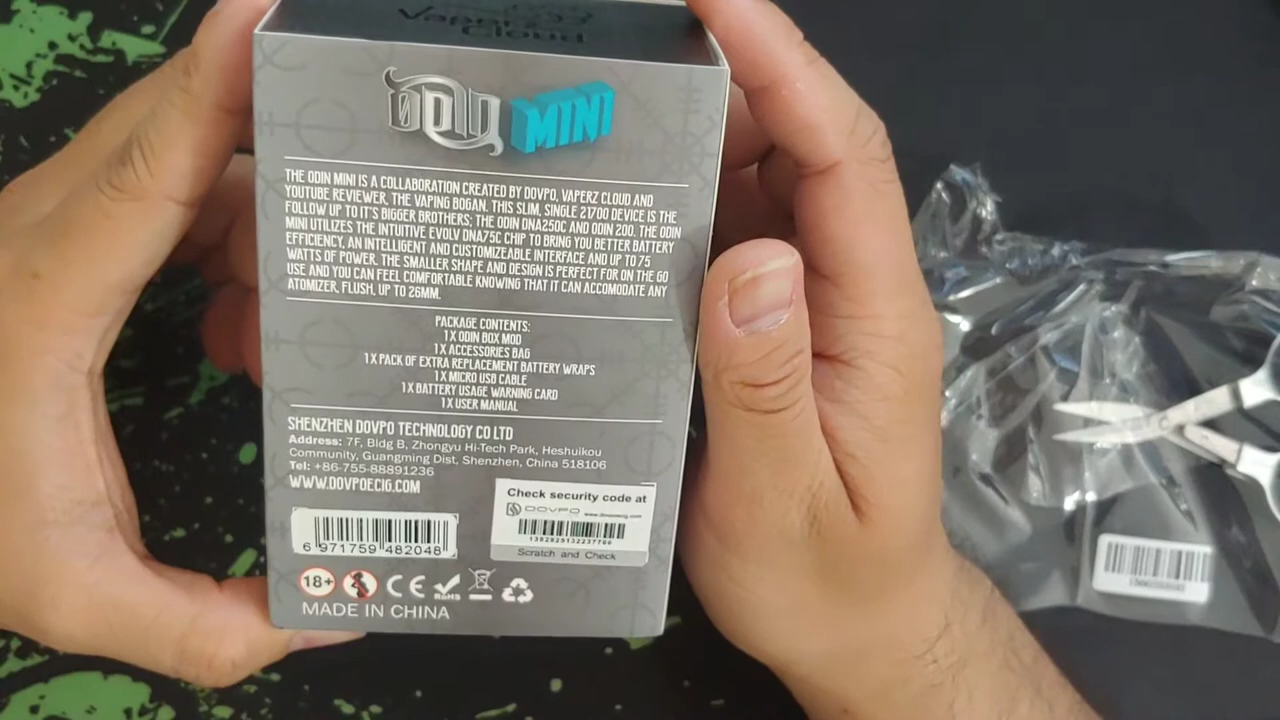 Vaperz
Cloud
ODIN MINI
THE ODIN MINI IS A COLLABORATION CREATED BY DOVPO, VAPERZ CLOUD AND
YOUTUBE REVIEWER, THE VAPING BOGAN. THIS SLIM, SINGLE 21700 DEVICE IS THE
FOLLOW UP TO IT'S BIGGER BROTHERS; THE ODIN DNA250C AND ODIN 200. THE ODIN
MINI UTILIZES THE INTUITIVE EVOLV DNA75C CHIP TO BRING YOU BETTER BATTERY
EFFICIENCY, AN INTELLIGENT AND CUSTOMIZEABLE INTERFACE AND UP TO 75
WATTS OF POWER. THE SMALLER SHAPE AND DESIGN IS PERFECT FOR ON THE GO
USE AND YOU CAN FEEL COMFORTABLE KNOWING THAT IT CAN ACCOMODATE ANY
ATOMIZER, FLUSH, UP TO 26MM.
PACKAGE CONTENTS:
1X ODIN BOX MOD
1X ACCESSORIES BAG
1X PACK OF EXTRA REPLACEMENT BATTERY WRAPS
1X MICRO USB CABLE
1X BATTERY USAGE WARNING CARD
1X USER MANUAL
SHENZHEN DOVPO TECHNOLOGY CO LTD
Address: 7F, Bldg B, Zhongyu Hi-Tech Park, Heshuikou
Community, Guangming Dist, Shenzhen, China 518106
Tel: +86-755-88891236
WWW.DOVPOECIG.COM
Check security code at
DOVPO
Scratch and Check
6 971759 482048
18+ CE RoHS
MADE IN CHINA